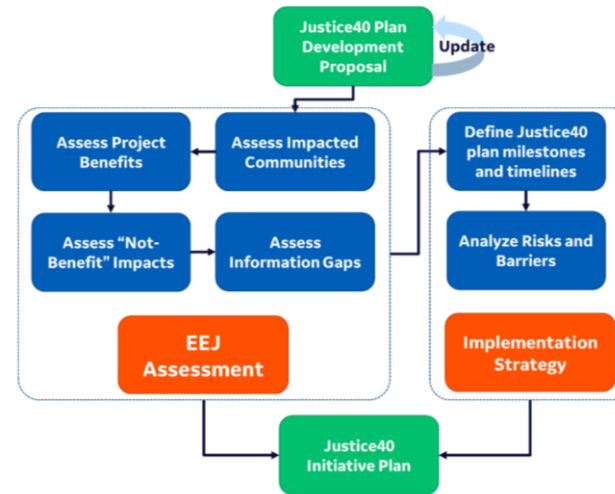 Justice40 Plan
Development
Proposal
Update
Assess Project
Benefits
Assess Impacted
Communities
Define Justice40
plan milestones
and timelines
Assess “Not-
Benefit” Impacts
Assess
Information Gaps
Analyze Risks and
Barriers
EEJ
Assessment
Implementation
Strategy
Justice40
Initiative Plan